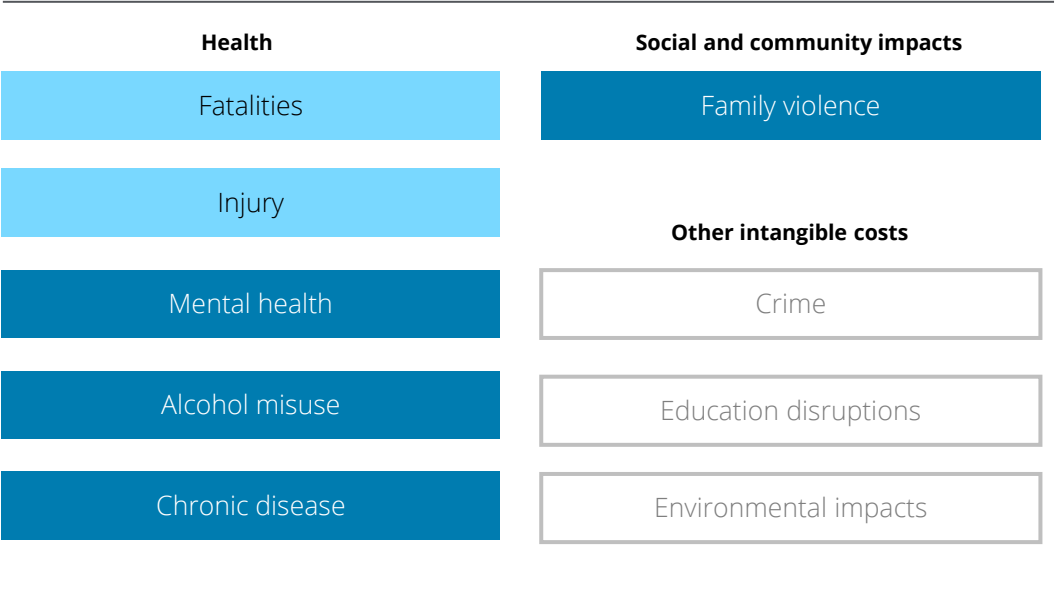 Health
Fatalities
Injury
Mental health
Alcohol misuse
Chronic disease
Social and community impacts
Family violence
Other intangible costs
Crime
Education disruptions
Environmental impacts